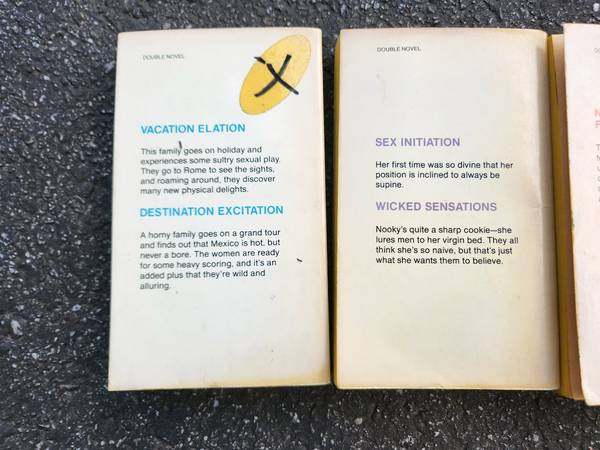 DOUBLE NOVEL
X
VACATION ELATION
This family goes on holiday and
experiences some sultry sexual play.
They go to Rome to see the sights,
and roaming around, they discover
many new physical delights.
DESTINATION EXCITATION
A horny family goes on a grand tour
and finds out that Mexico is hot, but
never a bore. The women are ready
for some heavy scoring, and it's an
added plus that they're wild and
alluring.
DOUBLE NOVEL
SEX INITIATION
Her first time was so divine that her
position is inclined to always be
supine.
WICKED SENSATIONS
Nooky's quite a sharp cookie—she
lures men to her virgin bed. They all
think she's so naive, but that's just
what she wants them to believe.